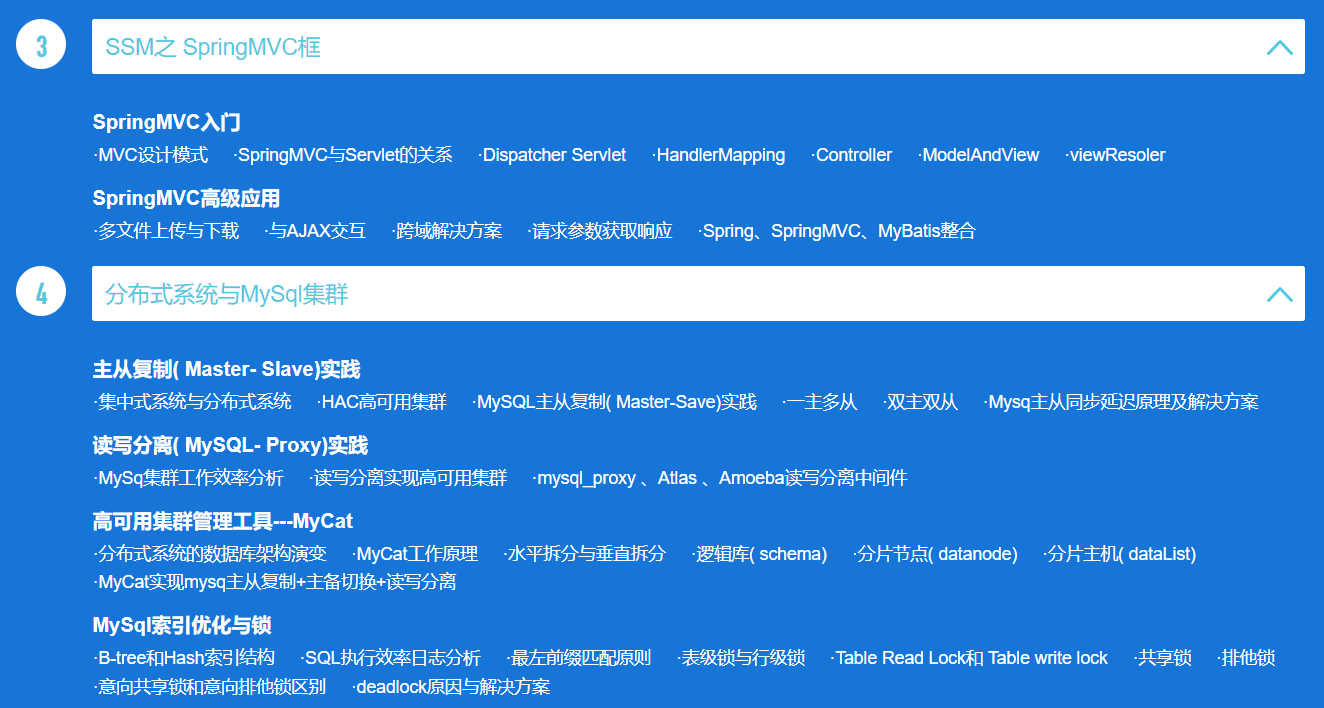 3
SSM之 SpringMVC框
SpringMVC入门
·MVC设计模式 ·SpringMVC与Servlet的关系 ·Dispatcher Servlet ·HandlerMapping ·Controller ·ModelAndView ·viewResoler
SpringMVC高级应用
·多文件上传与下载 ·与AJAX交互 ·跨域解决方案 ·请求参数获取响应 ·Spring、SpringMVC、MyBatis整合
4
分布式系统与MySql集群
主从复制( Master- Slave)实践
·集中式系统与分布式系统 ·HAC高可用集群 ·MySQL主从复制( Master-Save)实践 ·一主多从 ·双主双从 ·Mysq主从同步延迟原理及解决方案
读写分离( MySQL- Proxy)实践
·MySq集群工作效率分析 ·读写分离实现高可用集群 ·mysql_proxy 、Atlas 、Amoeba读写分离中间件
高可用集群管理工具---MyCat
·分布式系统的数据库架构演变 ·MyCat工作原理 ·水平拆分与垂直拆分 ·逻辑库( schema) ·分片节点( datanode) ·分片主机( dataList)
·MyCat实现mysq主从复制+主备切换+读写分离
MySql索引优化与锁
·B-tree和Hash索引结构 ·SQL执行效率日志分析 ·最左前缀匹配原则 ·表级锁与行级锁 ·Table Read Lock和 Table write lock ·共享锁 ·排他锁
·意向共享锁和意向排他锁区别 ·deadlock原因与解决方案